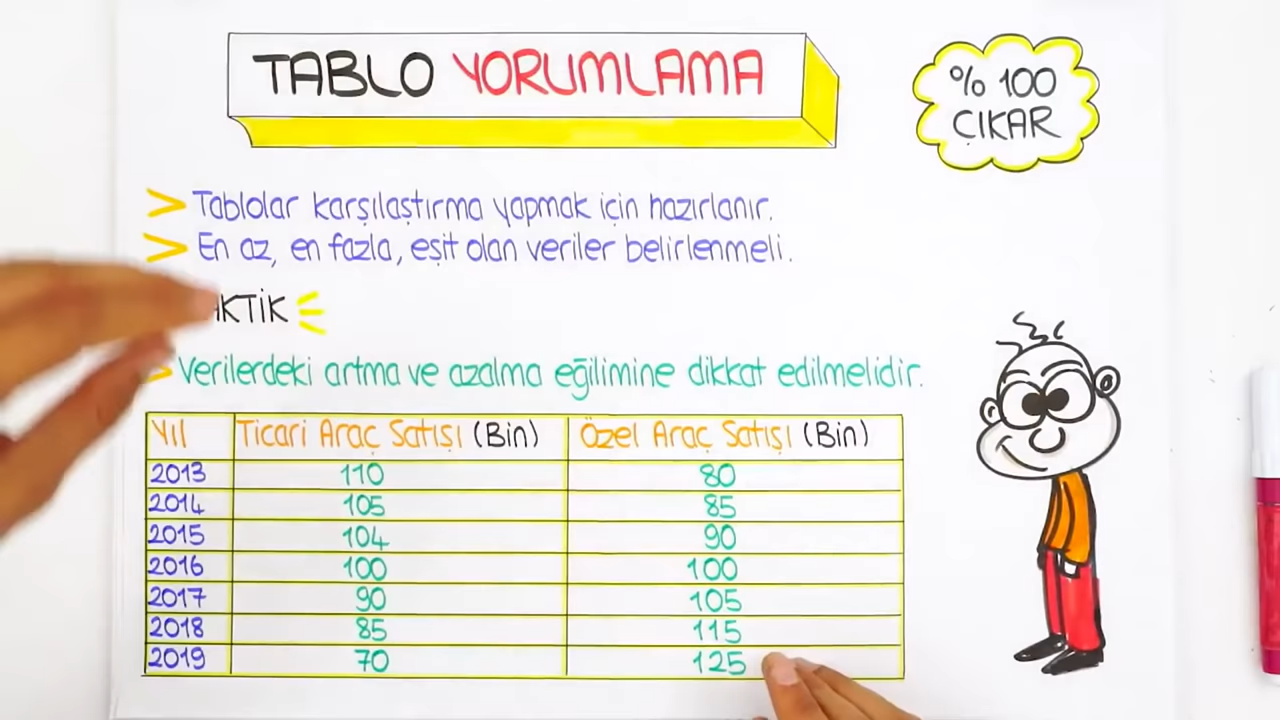 TABLO YORUMLAMA
% 100
ÇIKAR
> Tablolar karşılaştırma yapmak için hazırlanır.
> En az, en fazla, eşit olan veriler belirlenmeli.
> Verilerdeki artma ve azalma eğilimine dikkat edilmelidir.
Yıl Ticari Araç Satışı (Bin) Özel Araç Satışı (Bin)
2013 110 80
2014 105 85
2015 104 90
2016 100 100
2017 90 105
2018 85 115
2019 70 125